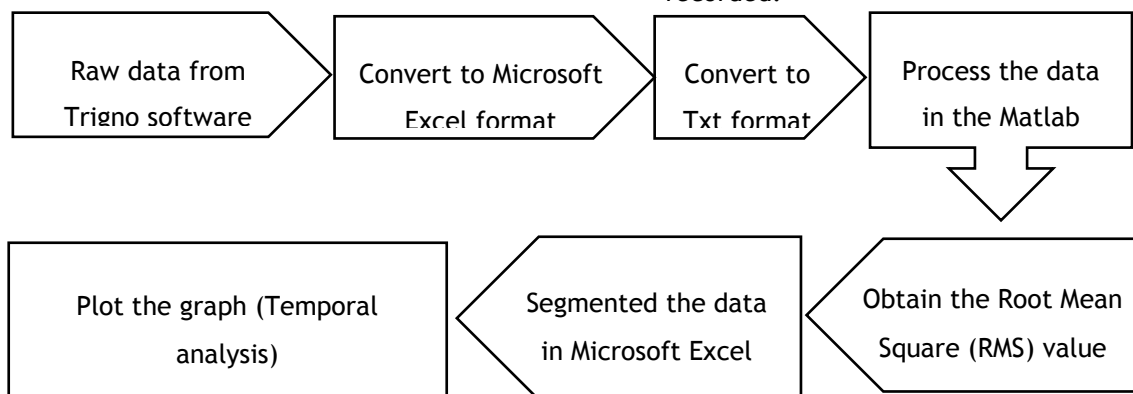 recorded.
Raw data from
Trigno software
Convert to Microsoft
Excel format
Convert to
Txt format
Process the data
in the Matlab
Obtain the Root Mean
Square (RMS) value
Segmented the data
in Microsoft Excel
Plot the graph (Temporal
analysis)